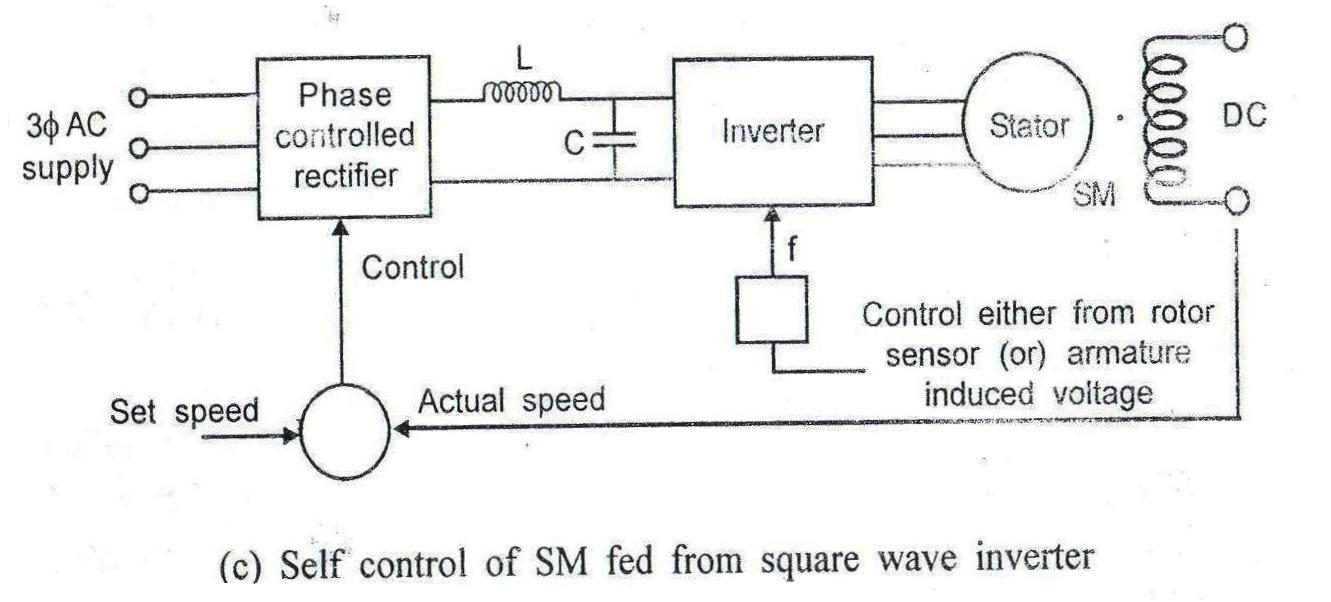 3ϕ AC
supply
Phase
controlled
rectifier
L
C
Inverter
Stator
SM
DC
Control
f
Control either from rotor
sensor (or) armature
induced voltage
Set speed
Actual speed
(c) Self control of SM fed from square wave inverter